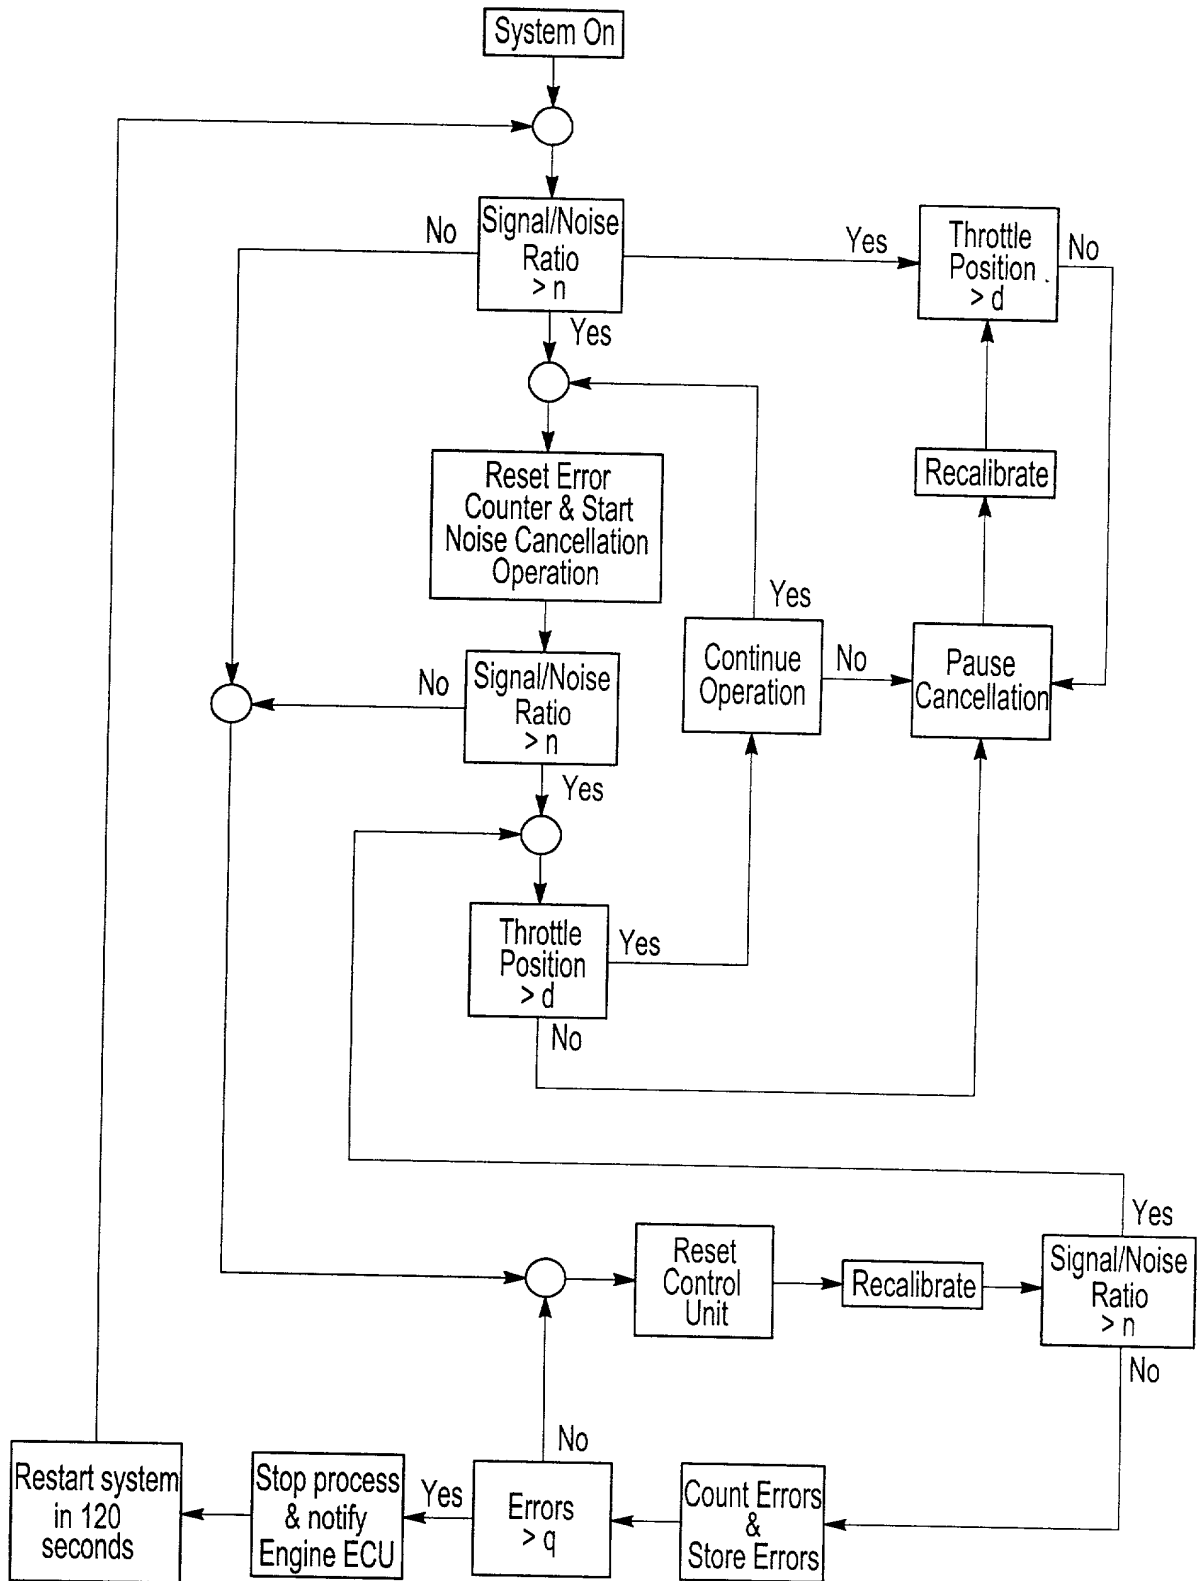 System On
Signal/Noise
Ratio
> n
No
Yes
Yes
Throttle
Position
> d
No
Reset Error
Counter & Start
Noise Cancellation
Operation
Recalibrate
Yes
Continue
Operation
No
Pause
Cancellation
Signal/Noise
Ratio
> n
No
Yes
Throttle
Position
> d
Yes
No
Reset
Control
Unit
Recalibrate
Yes
Signal/Noise
Ratio
> n
No
No
Restart system
in 120
seconds
Stop process
& notify
Engine ECU
Yes
Errors
> q
Count Errors
&
Store Errors